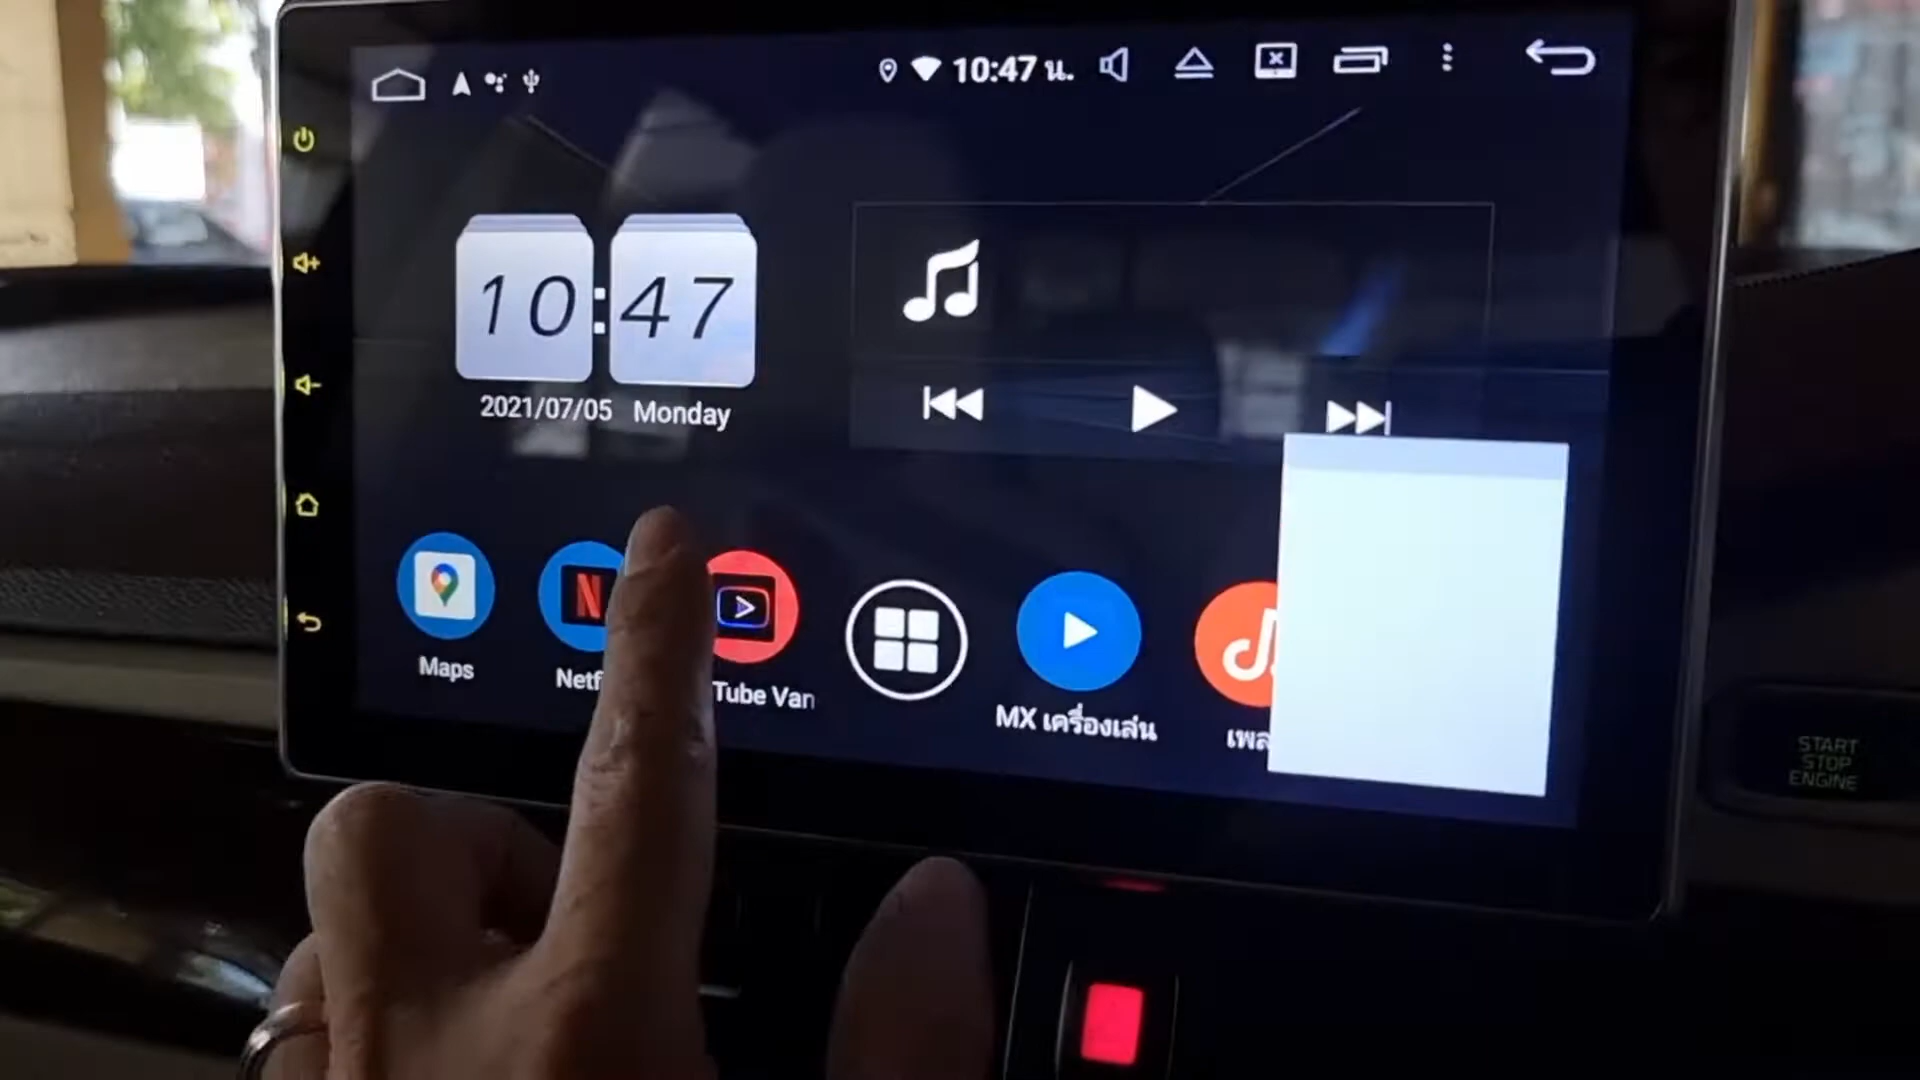 10:47 น.
10:47
2021/07/05 Monday
Maps
Netf
Tube Van
MX เครื่องเล่น
เพล
START
STOP
ENGINE